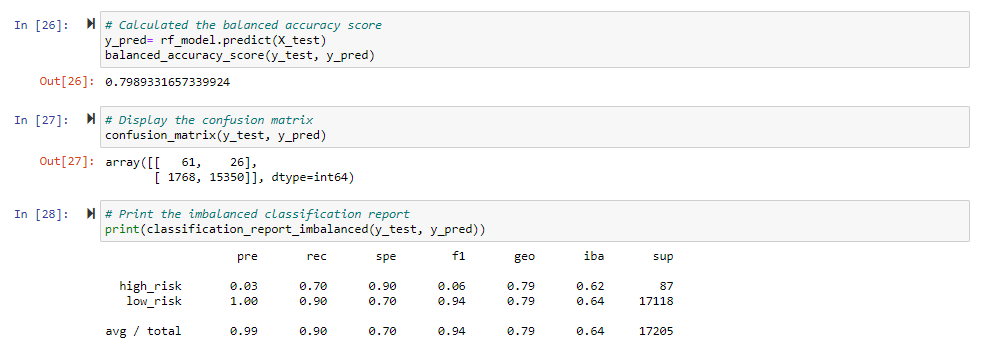 In [26]: # Calculated the balanced accuracy score
y_pred= rf_model.predict(X_test)
balanced_accuracy_score(y_test, y_pred)
Out[26]: 0.7989331657339924
In [27]: # Display the confusion matrix
confusion_matrix(y_test, y_pred)
Out[27]: array([[   61,    26],
       [ 1768, 15350]], dtype=int64)
In [28]: # Print the imbalanced classification report
print(classification_report_imbalanced(y_test, y_pred))
pre rec spe f1 geo iba sup
high_risk 0.03 0.70 0.90 0.06 0.79 0.62 87
low_risk 1.00 0.90 0.70 0.94 0.79 0.64 17118
avg / total 0.99 0.90 0.70 0.94 0.79 0.64 17205